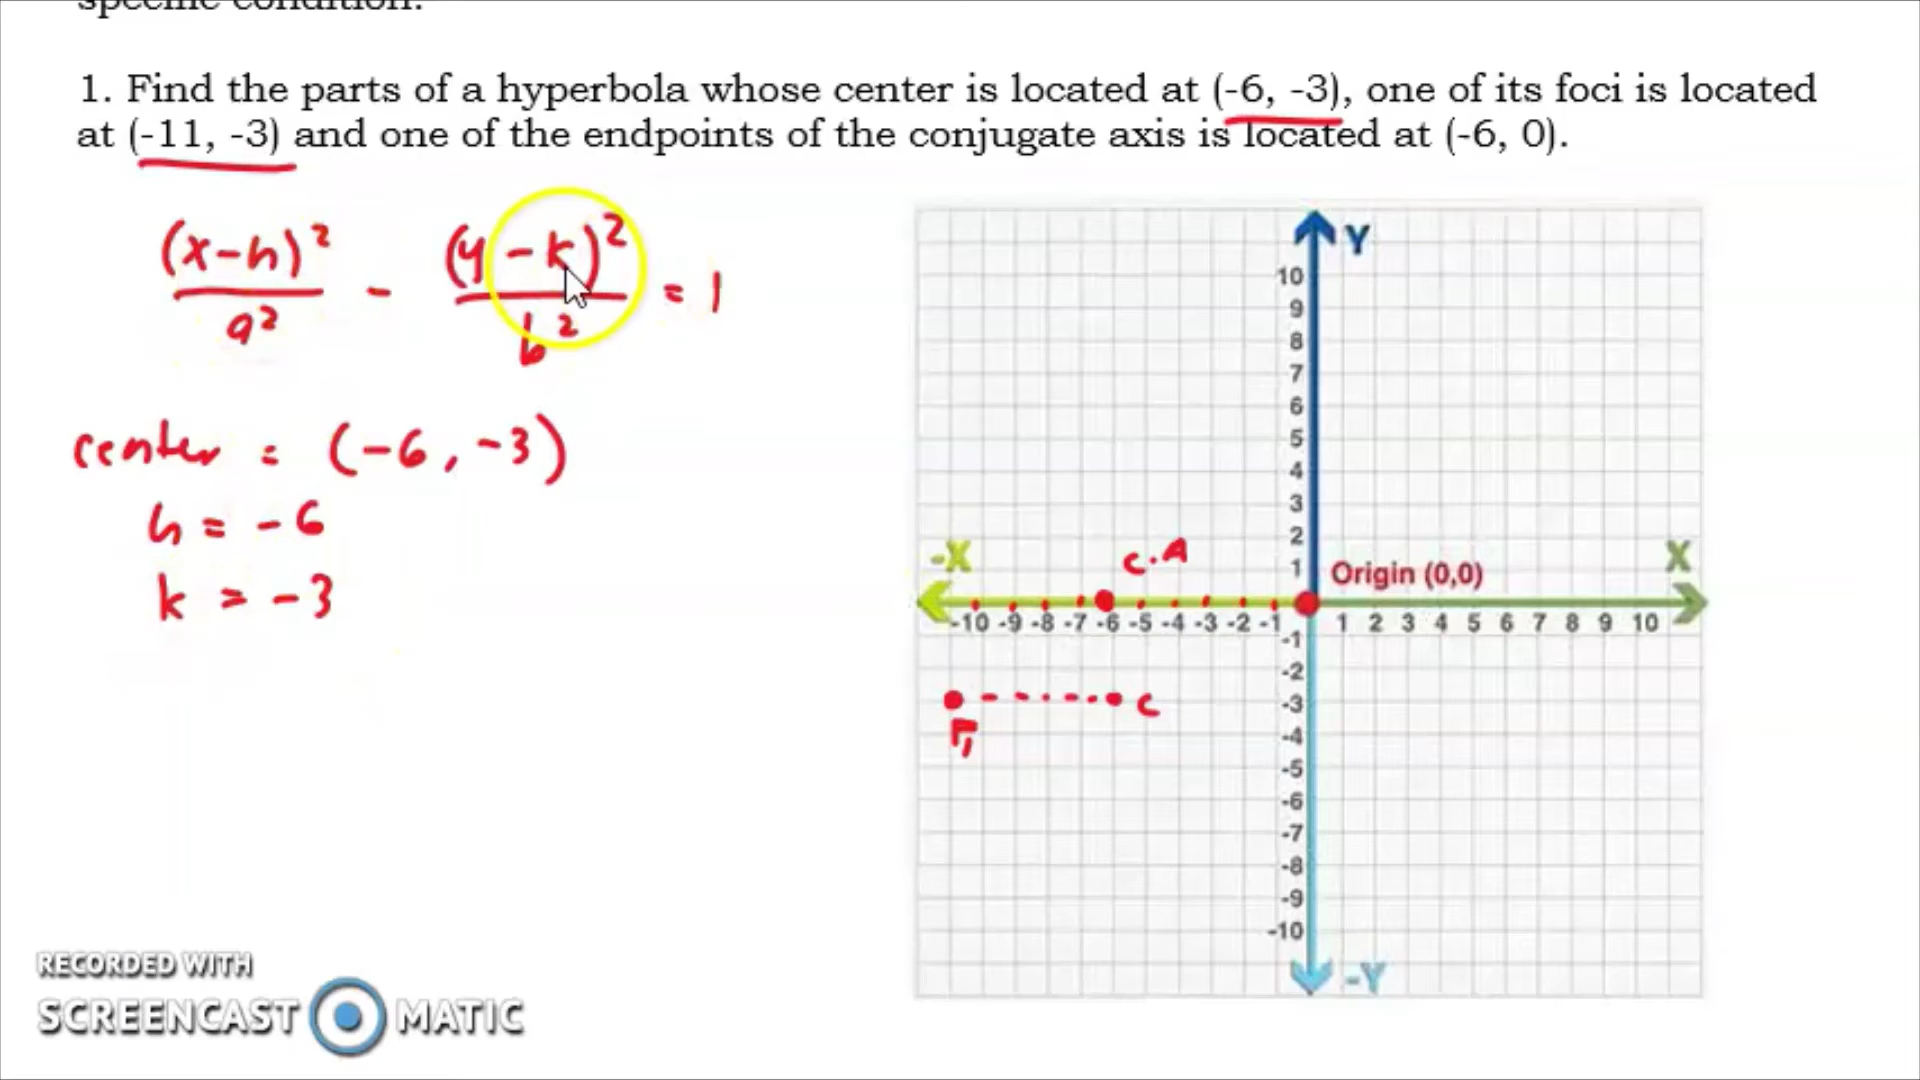 specific condition.
1. Find the parts of a hyperbola whose center is located at (-6, -3), one of its foci is located
at (-11, -3) and one of the endpoints of the conjugate axis is located at (-6, 0).
(x-h)² / a² - (y-k)² / b² = 1
center = (-6, -3)
h = -6
k = -3
Y
10
9
8
7
6
5
4
3
2
1
-X
C.A
Origin (0,0)
X
-10 -9 -8 -7 -6 -5 -4 -3 -2 -1 1 2 3 4 5 6 7 8 9 10
-1
-2
-3
C
F₁
-4
-5
-6
-7
-8
-9
-10
-Y
RECORDED WITH
SCREENCAST MATIC